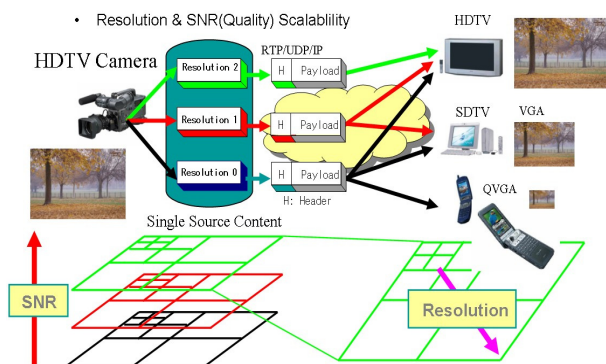 • Resolution & SNR(Quality) Scalablility
HDTV
HDTV Camera
RTP/UDP/IP
Resolution 2
H Payload
Resolution 1
H Payload
SDTV VGA
Resolution 0
H Payload
H: Header
QVGA
Single Source Content
SNR
Resolution